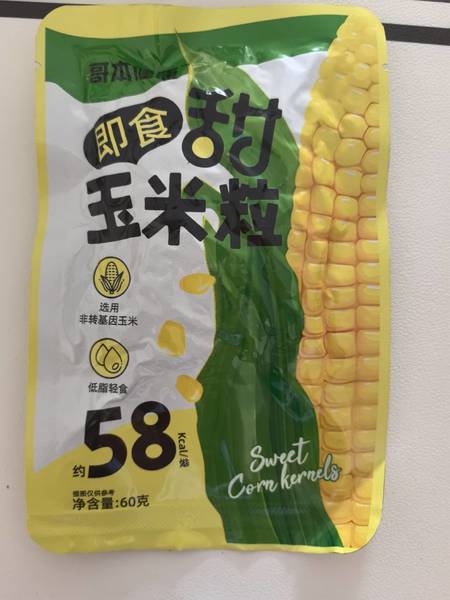 即食
甜
玉米粒
选用
非转基因玉米
低脂轻食
约58
Kcal/袋
Sweet
Corn kernels
图片仅供参考
净含量:60克